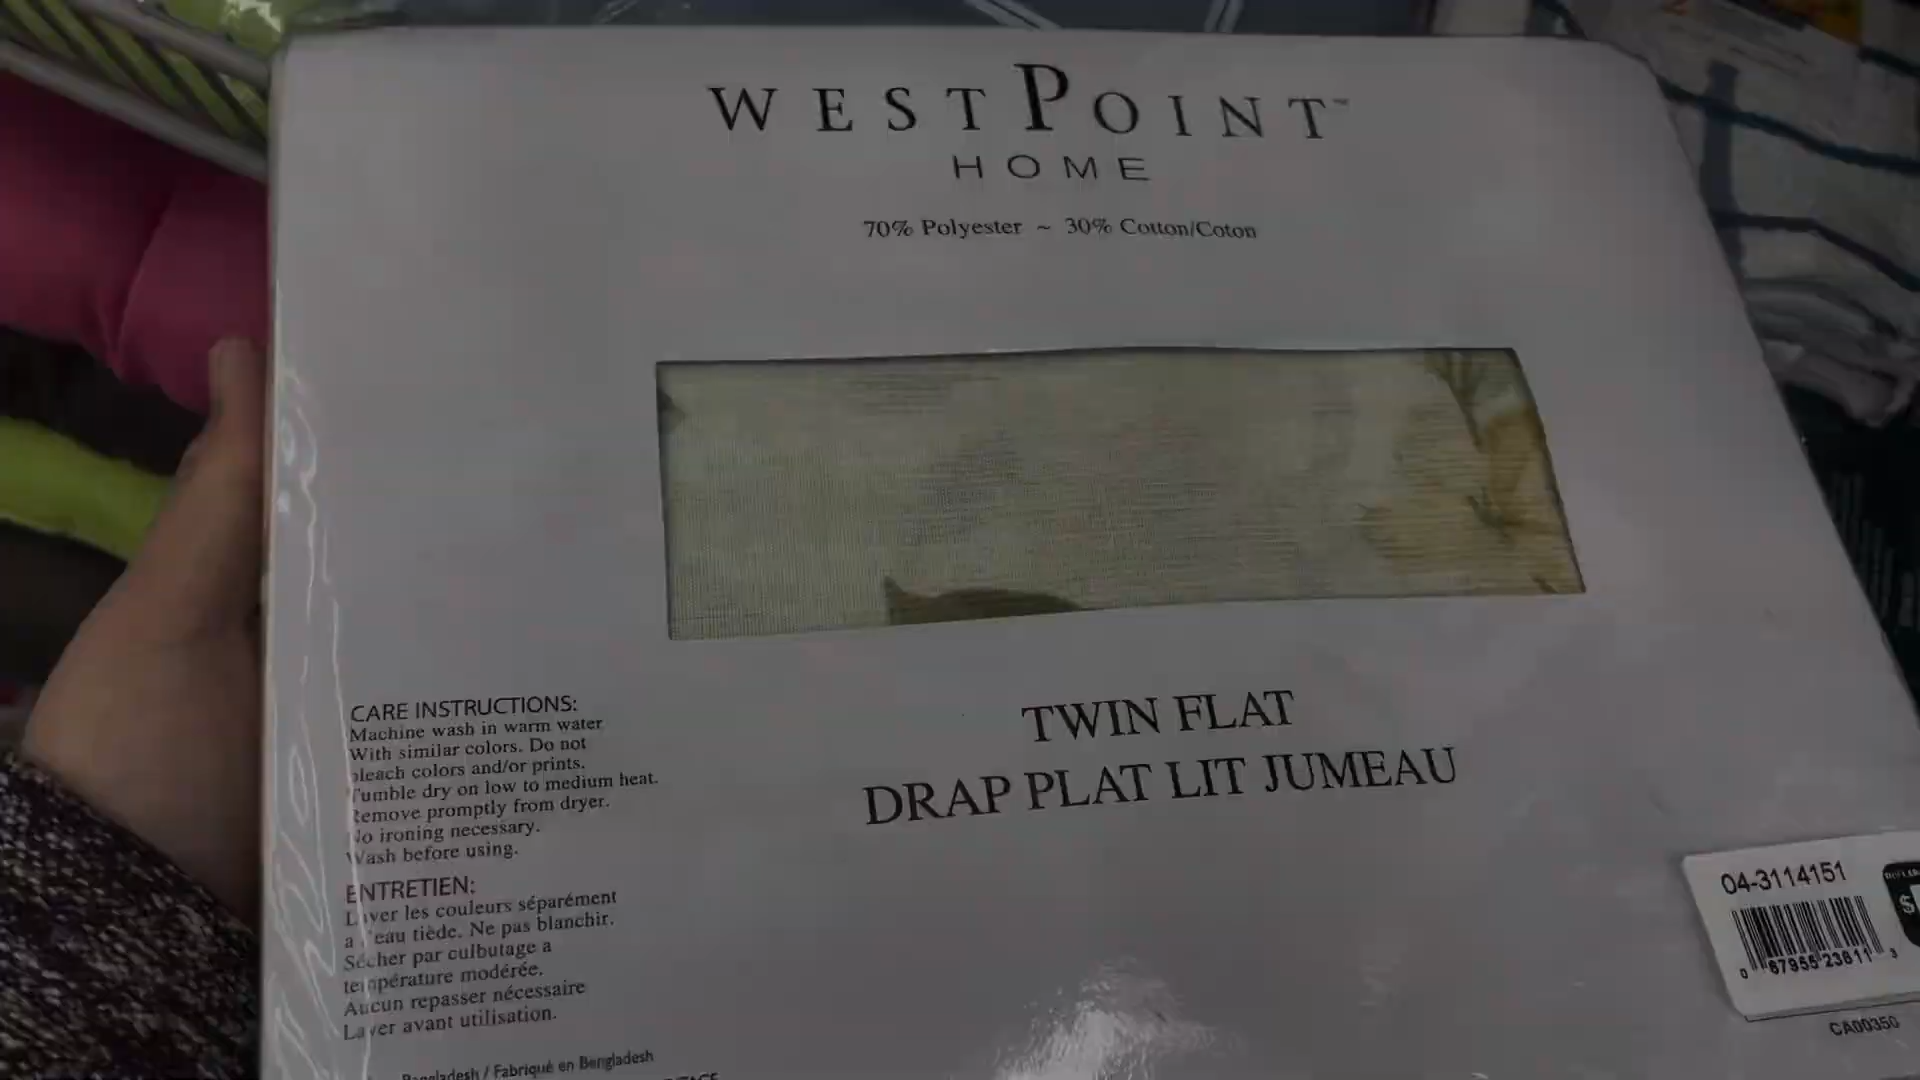 WESTPOINT™
HOME
70% Polyester ~ 30% Cotton/Coton
TWIN FLAT
DRAP PLAT LIT JUMEAU
CARE INSTRUCTIONS:
Machine wash in warm water
With similar colors. Do not
bleach colors and/or prints.
Tumble dry on low to medium heat.
Remove promptly from dryer.
No ironing necessary.
Wash before using.
ENTRETIEN:
Laver les couleurs séparément
a l'eau tiède. Ne pas blanchir.
Sécher par culbutage a
température modérée.
Aucun repasser nécessaire
Laver avant utilisation.
Bangladesh / Fabriqué en Bengladesh
04-3114151
0 67955 23611 3
CA00350